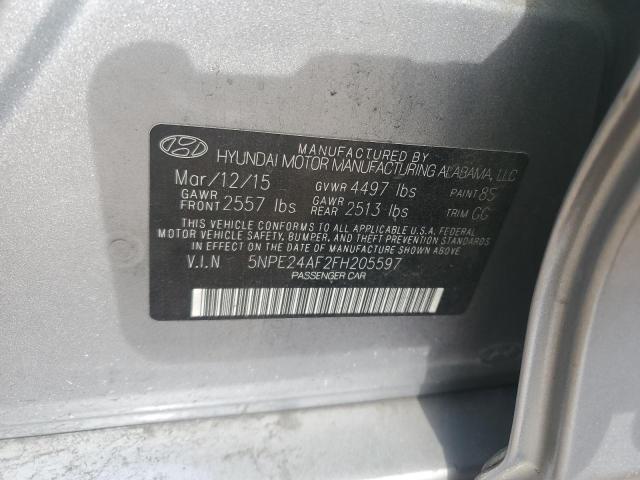 MANUFACTURED BY
HYUNDAI MOTOR MANUFACTURING ALABAMA, LLC
Mar/12/15 GVWR 4497 lbs PAINT 8S
GAWR FRONT 2557 lbs GAWR REAR 2513 lbs TRIM GG
THIS VEHICLE CONFORMS TO ALL APPLICABLE U.S.A. FEDERAL
MOTOR VEHICLE SAFETY, BUMPER, AND THEFT PREVENTION STANDARDS
IN EFFECT ON THE DATE OF MANUFACTURE SHOWN ABOVE
V.I.N 5NPE24AF2FH205597
PASSENGER CAR